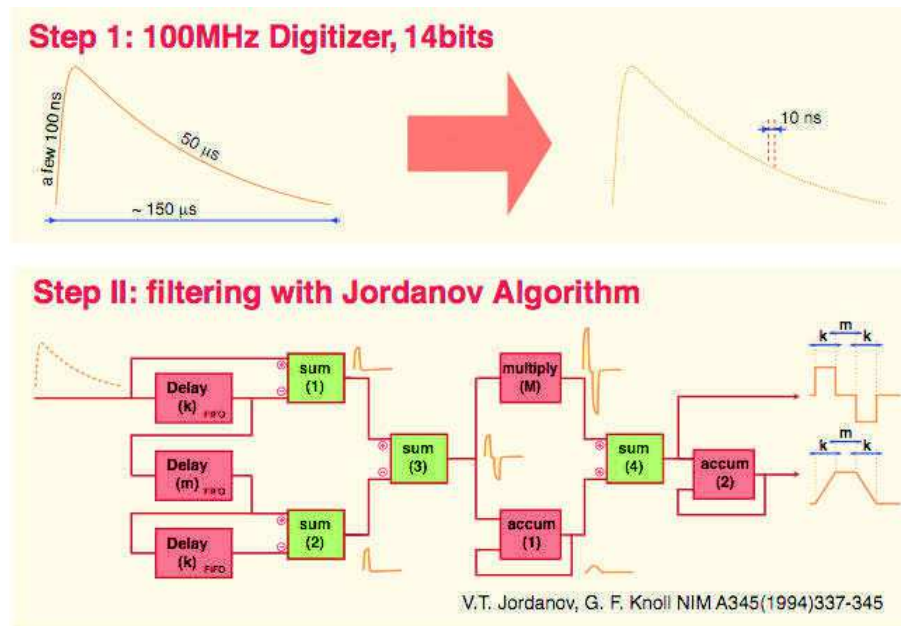 Step 1: 100MHz Digitizer, 14bits
a few 100 ns
50 µs
~ 150 µs
10 ns
Step II: filtering with Jordanov Algorithm
Delay
(k) FIFO
Delay
(m) FIFO
Delay
(k) FIFO
sum
(1)
sum
(2)
sum
(3)
multiply
(M)
accum
(1)
sum
(4)
accum
(2)
m
k k
m
k k
V.T. Jordanov, G. F. Knoll NIM A345(1994)337-345